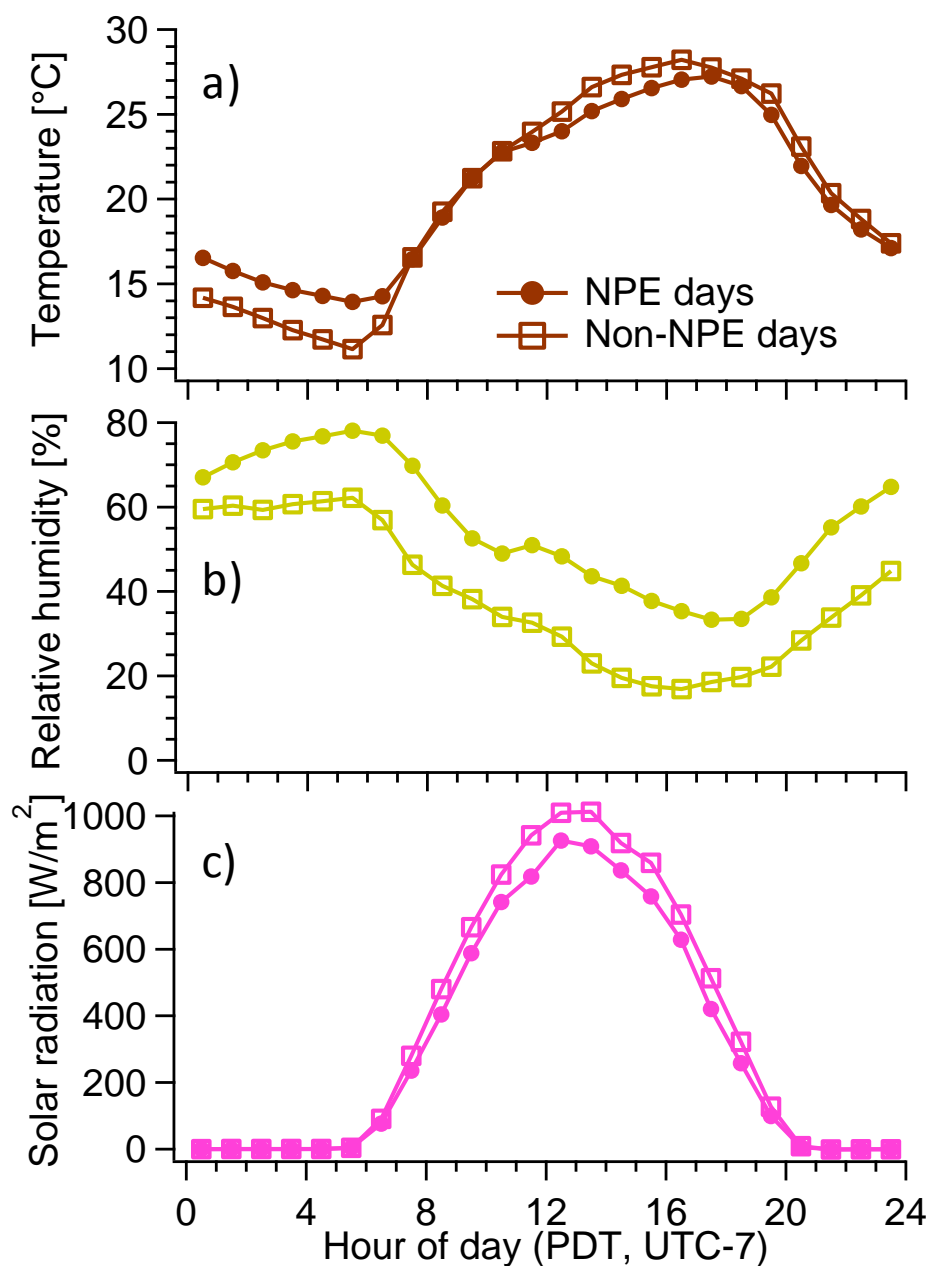 Temperature [°C]
30
25
20
15
10
a)
NPE days
Non-NPE days
Relative humidity [%]
80
60
40
20
0
b)
Solar radiation [W/m²]
1000
800
600
400
200
0
c)
0 4 8 12 16 20 24
Hour of day (PDT, UTC-7)